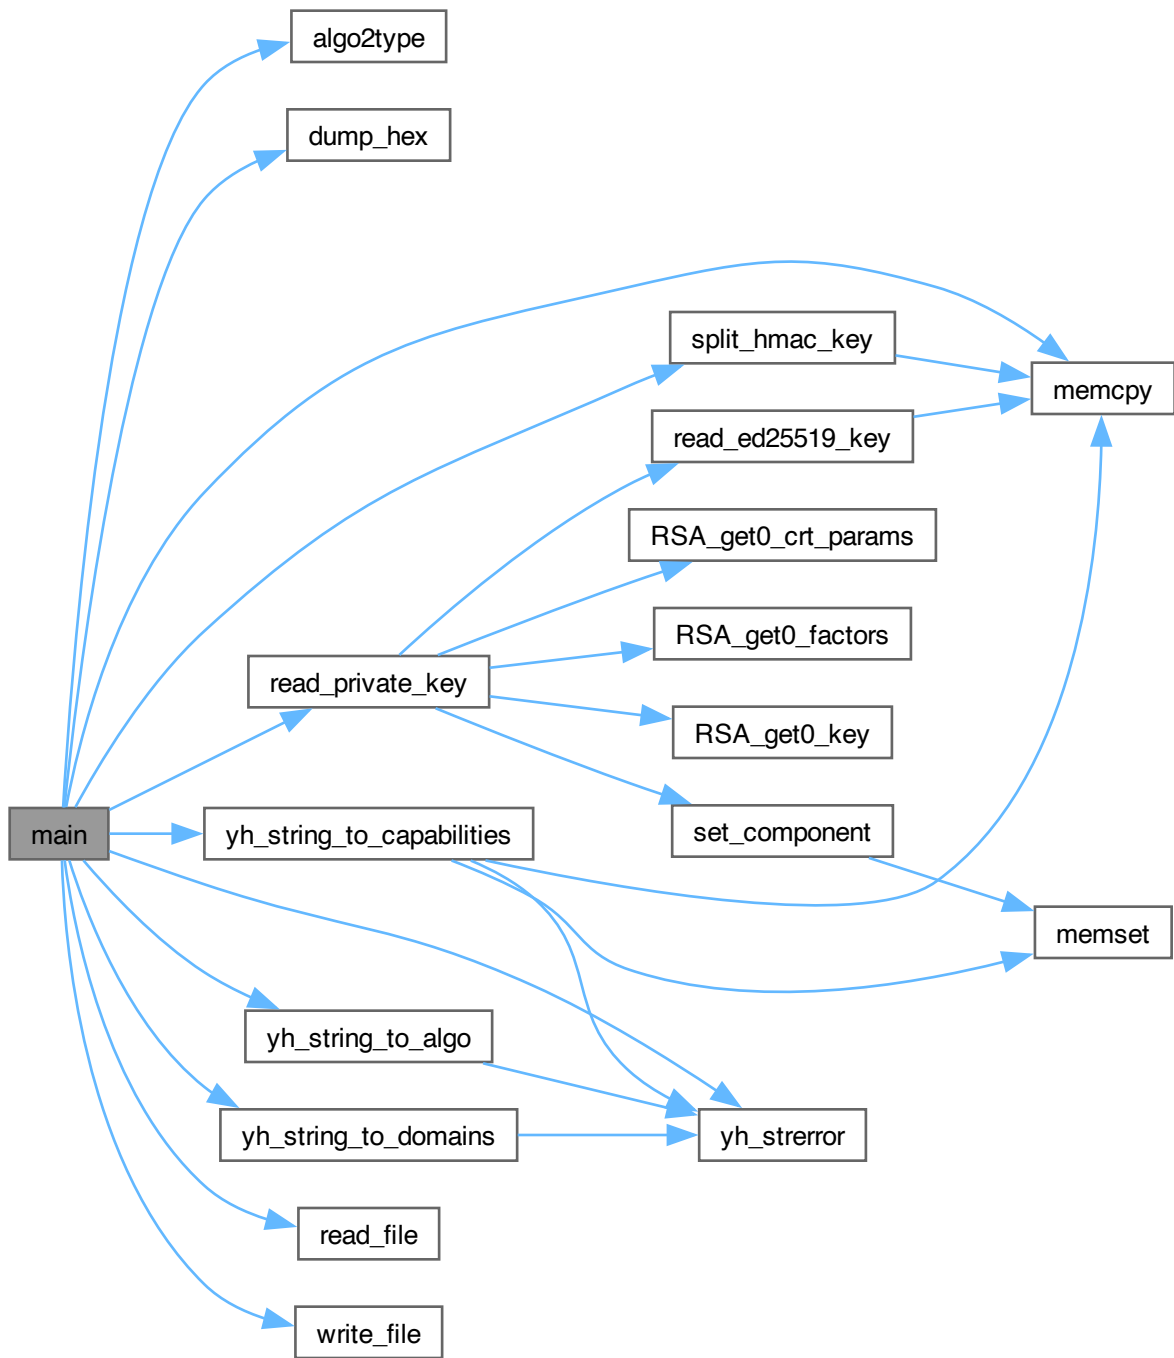 algo2type
dump_hex
split_hmac_key
memcpy
read_ed25519_key
RSA_get0_crt_params
RSA_get0_factors
read_private_key
RSA_get0_key
main
yh_string_to_capabilities
set_component
memset
yh_string_to_algo
yh_string_to_domains
yh_strerror
read_file
write_file